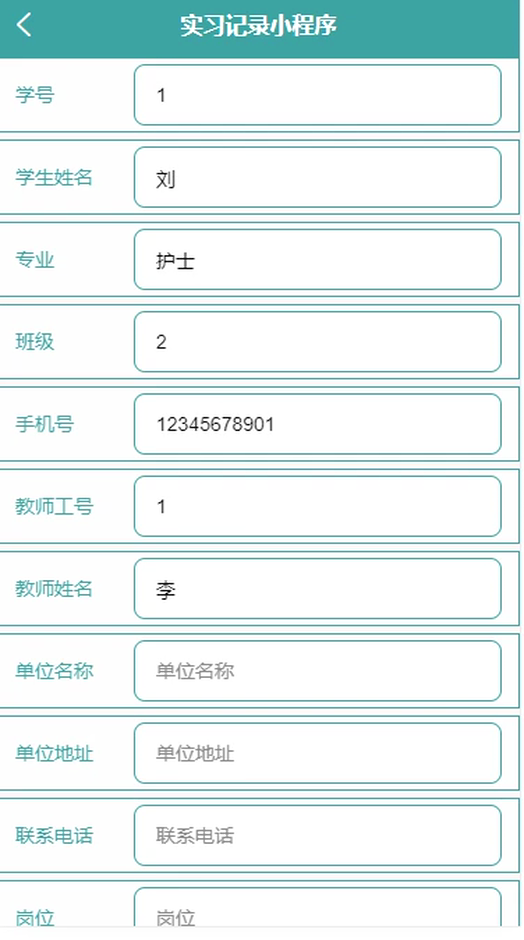 实习记录小程序
学号 1
学生姓名 刘
专业 护士
班级 2
手机号 12345678901
教师工号 1
教师姓名 李
单位名称 单位名称
单位地址 单位地址
联系电话 联系电话
岗位 岗位